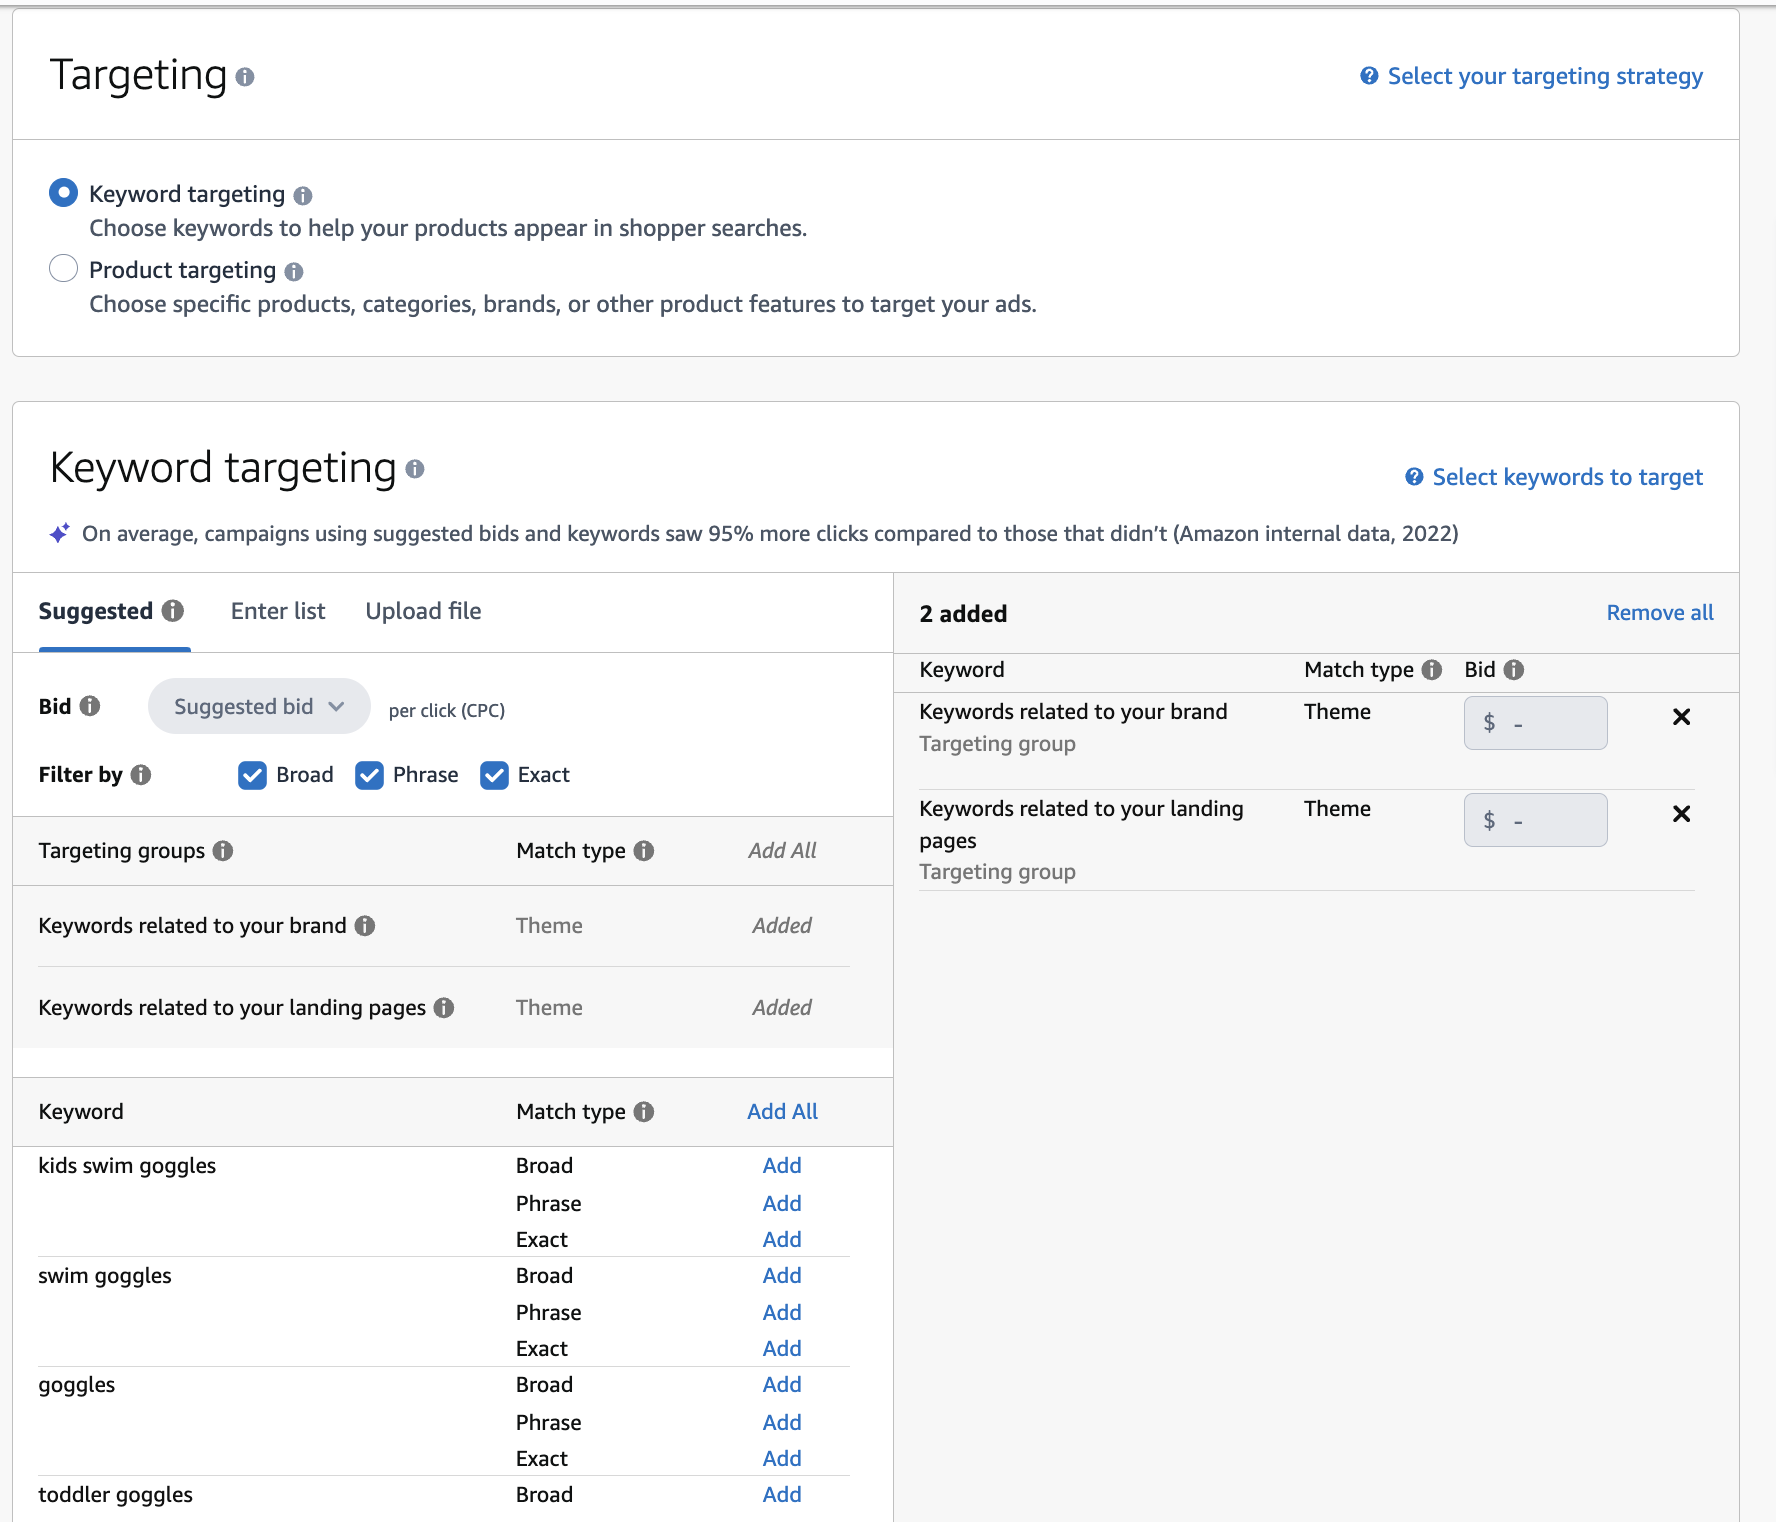 Targeting
Select your targeting strategy
Keyword targeting
Choose keywords to help your products appear in shopper searches.
Product targeting
Choose specific products, categories, brands, or other product features to target your ads.
Keyword targeting
Select keywords to target
On average, campaigns using suggested bids and keywords saw 95% more clicks compared to those that didn’t (Amazon internal data, 2022)
Suggested Enter list Upload file
Bid Suggested bid per click (CPC)
Filter by Broad Phrase Exact
Targeting groups Match type Add All
Keywords related to your brand Theme Added
Keywords related to your landing pages Theme Added
Keyword Match type Add All
kids swim goggles Broad Add
Phrase Add
Exact Add
swim goggles Broad Add
Phrase Add
Exact Add
goggles Broad Add
Phrase Add
Exact Add
toddler goggles Broad Add
2 added Remove all
Keyword Match type Bid
Keywords related to your brand Theme $ -
Targeting group
Keywords related to your landing Theme $ -
pages
Targeting group